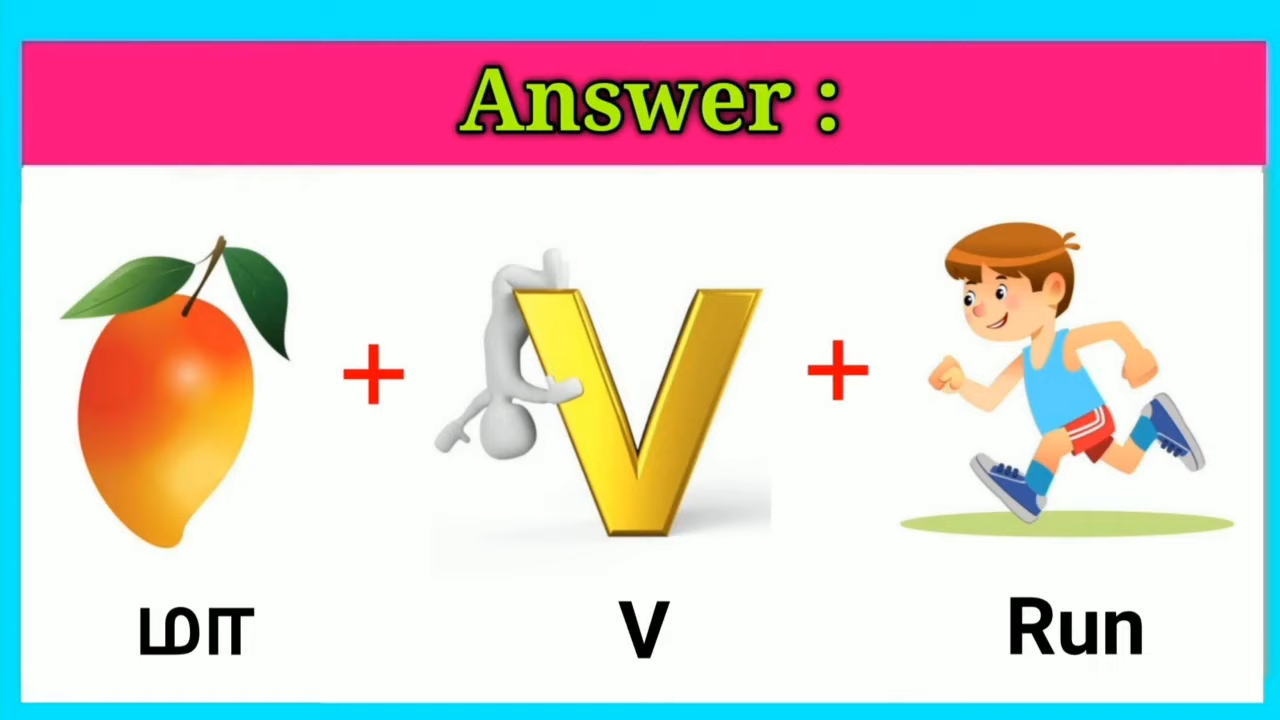 Answer :
V
மா V Run